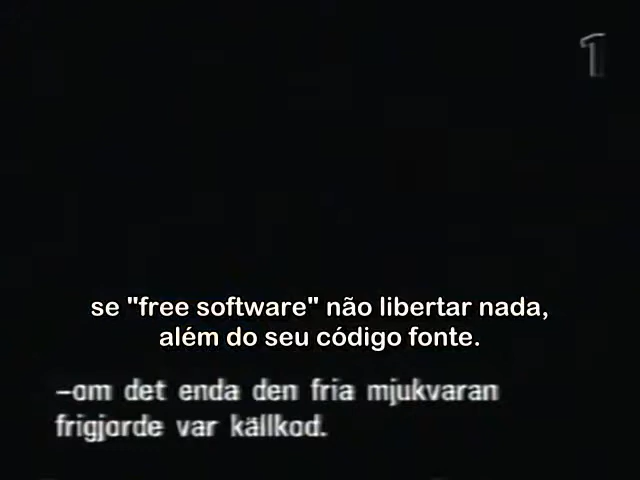 1
se "free software" não libertar nada,
além do seu código fonte.
–om det enda den fria mjukvaran
frigjorde var källkod.